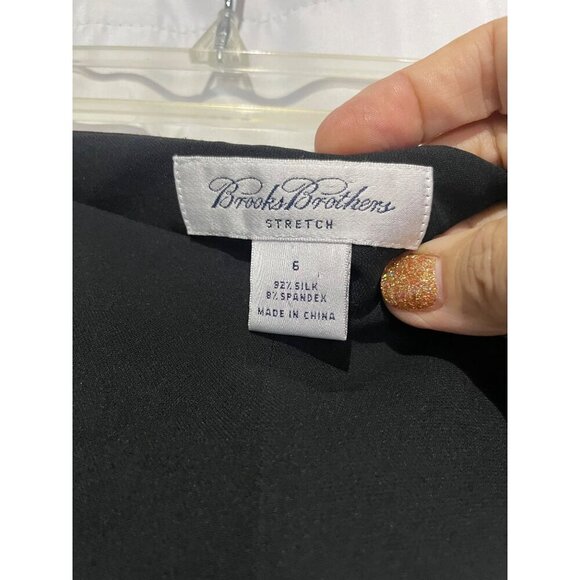 Brooks Brothers
STRETCH
6
92% SILK
8% SPANDEX
MADE IN CHINA